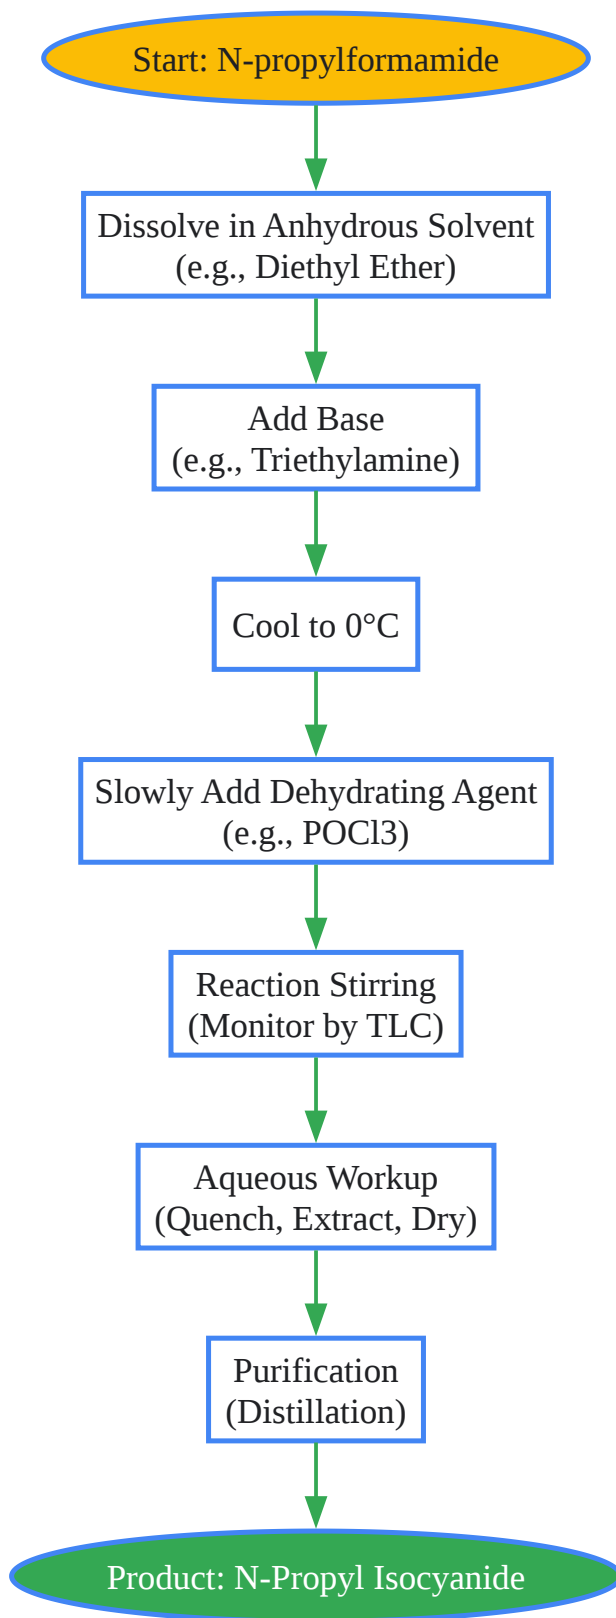 Start: N-propylformamide
Dissolve in Anhydrous Solvent
(e.g., Diethyl Ether)
Add Base
(e.g., Triethylamine)
Cool to 0°C
Slowly Add Dehydrating Agent
(e.g., POCl3)
Reaction Stirring
(Monitor by TLC)
Aqueous Workup
(Quench, Extract, Dry)
Purification
(Distillation)
Product: N-Propyl Isocyanide